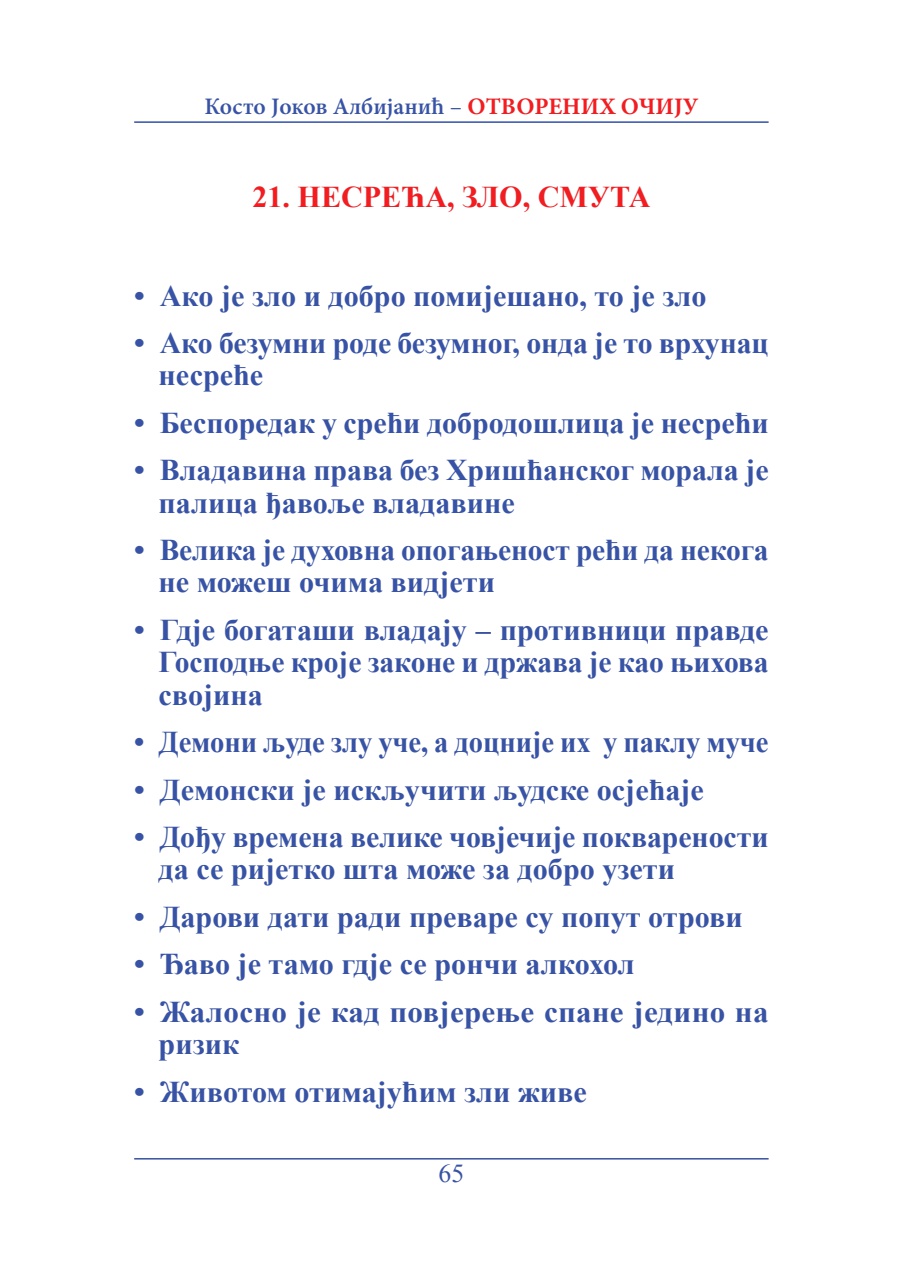 Косто Јоков Албијанић – ОТВОРЕНИХ ОЧИЈУ
21. НЕСРЕЋА, ЗЛО, СМУТА
• Ако је зло и добро помијешано, то је зло
• Ако безумни роде безумног, онда је то врхунац
несреће
• Беспоредак у срећи добродошлица је несрећи
• Владавина права без Хришћанског морала је
палица ђавоље владавине
• Велика је духовна опогањеност рећи да некога
не можеш очима видјети
• Гдје богаташи владају – противници правде
Господње кроје законе и држава је као њихова
својина
• Демони људе злу уче, а доцније их  у паклу муче
• Демонски је искључити људске осјећаје
• Дођу времена велике човјечије покварености
да се ријетко шта може за добро узети
• Дарови дати ради преваре су попут отрови
• Ђаво је тамо гдје се рончи алкохол
• Жалосно је кад повјерење спане једино на
ризик
• Животом отимајућим зли живе
65